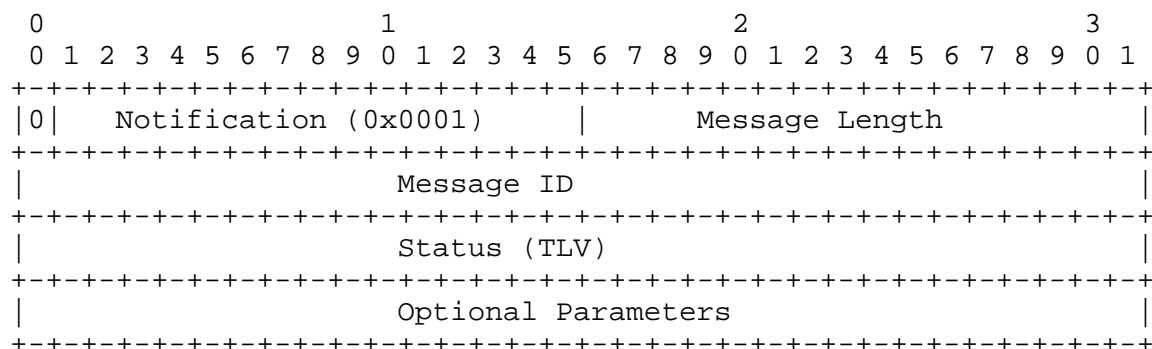 0                   1                   2                   3
 0 1 2 3 4 5 6 7 8 9 0 1 2 3 4 5 6 7 8 9 0 1 2 3 4 5 6 7 8 9 0 1
+-+-+-+-+-+-+-+-+-+-+-+-+-+-+-+-+-+-+-+-+-+-+-+-+-+-+-+-+-+-+-+-+
|0|   Notification (0x0001)     |      Message Length           |
+-+-+-+-+-+-+-+-+-+-+-+-+-+-+-+-+-+-+-+-+-+-+-+-+-+-+-+-+-+-+-+-+
|                     Message ID                                |
+-+-+-+-+-+-+-+-+-+-+-+-+-+-+-+-+-+-+-+-+-+-+-+-+-+-+-+-+-+-+-+-+
|                     Status (TLV)                              |
+-+-+-+-+-+-+-+-+-+-+-+-+-+-+-+-+-+-+-+-+-+-+-+-+-+-+-+-+-+-+-+-+
|                     Optional Parameters                       |
+-+-+-+-+-+-+-+-+-+-+-+-+-+-+-+-+-+-+-+-+-+-+-+-+-+-+-+-+-+-+-+-+